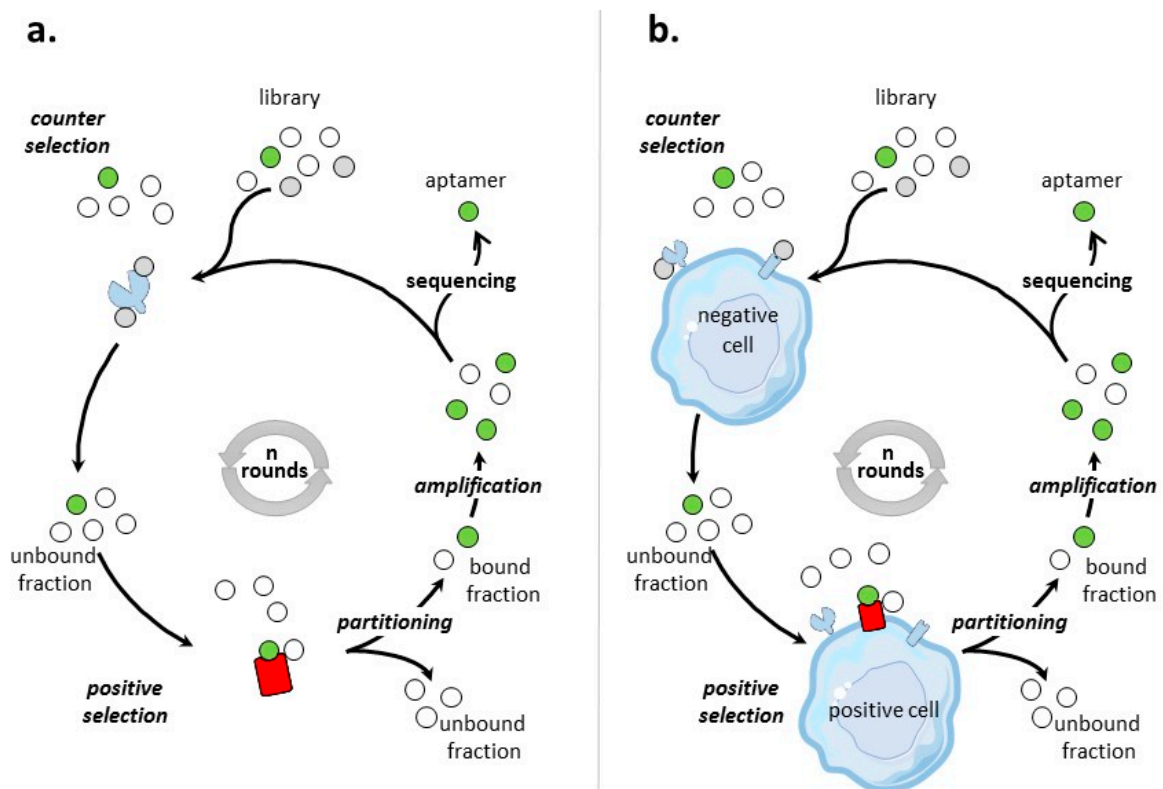 a.
library
counter
selection
aptamer
sequencing
n
rounds
amplification
unbound
fraction
bound
fraction
partitioning
positive
selection
unbound
fraction
b.
library
counter
selection
aptamer
sequencing
negative
cell
n
rounds
amplification
unbound
fraction
bound
fraction
partitioning
positive
selection
positive cell
unbound
fraction